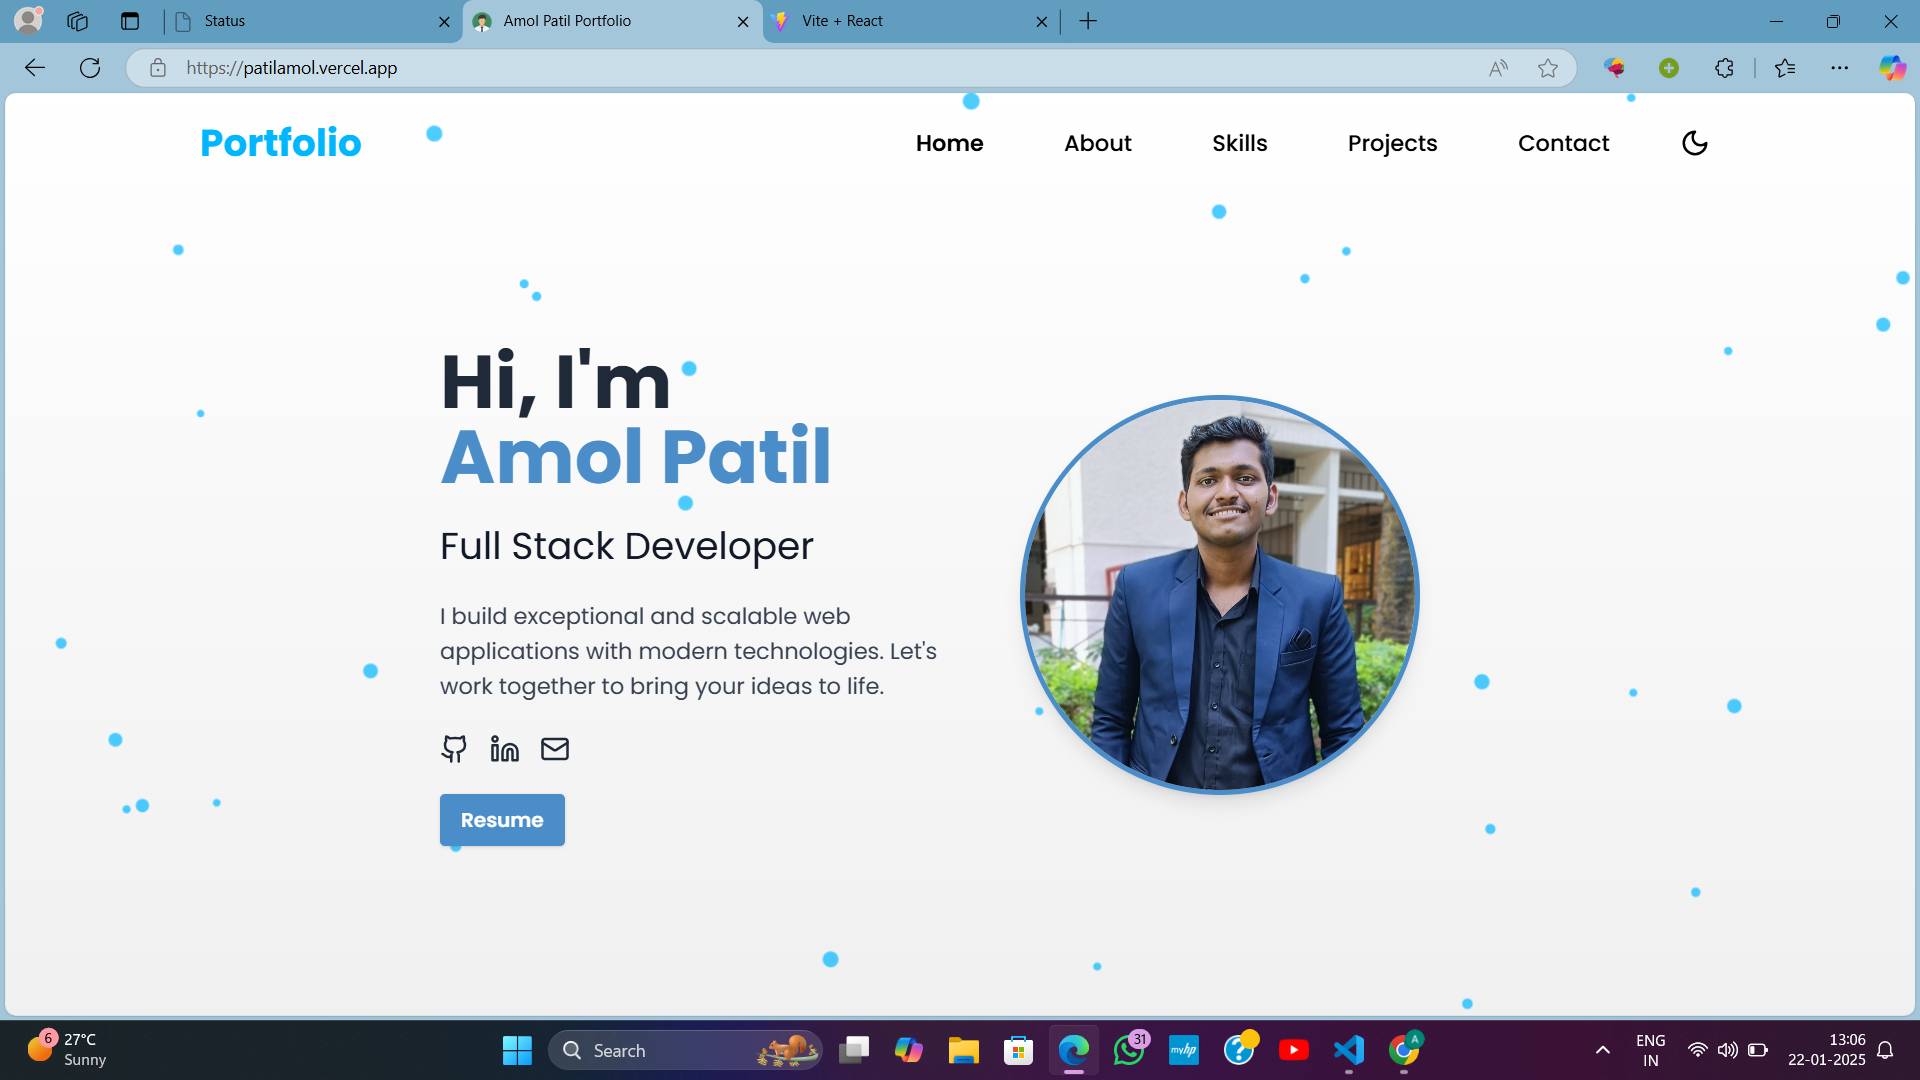 Status
Amol Patil Portfolio
Vite + React
https://patilamol.vercel.app
Portfolio
Home
About
Skills
Projects
Contact
Hi, I'm
Amol Patil
Full Stack Developer
I build exceptional and scalable web
applications with modern technologies. Let's
work together to bring your ideas to life.
Resume
6
27°C
Sunny
Search
31
myhp
A
ENG
IN
13:06
22-01-2025